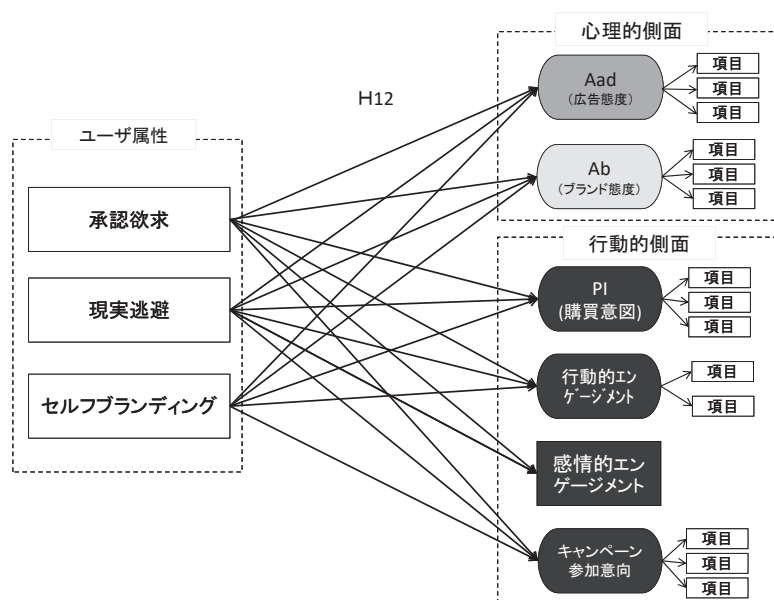 心理的側面
Aad
（広告態度）
項目
項目
項目
H12
ユーザ属性
Ab
（ブランド態度）
項目
項目
項目
承認欲求
行動的側面
現実逃避
PI
(購買意図)
項目
項目
項目
セルフブランディング
行動的エン
ゲージメント
項目
項目
感情的エン
ゲージメント
キャンペーン
参加意向
項目
項目
項目